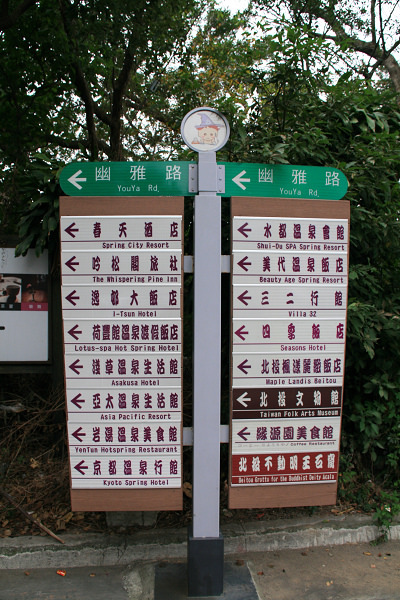 幽雅路
YouYa Rd.
春天酒店
Spring City Resort
吟松閣旅社
The Whispering Pine Inn
逸都大飯店
I-Tsun Hotel
荷豐館溫泉渡假飯店
Lotus-spa Hot Spring Hotel
淺草溫泉生活館
Asakusa Hotel
亞太溫泉生活館
Asia Pacific Resort
岩湯溫泉美食館
YenTun Hotspring Restaurant
京都溫泉行館
Kyoto Spring Hotel
幽雅路
YouYa Rd.
水都溫泉會館
Shui-Du SPA Spring Resort
美代溫泉飯店
Beauty Age Spring Resort
三二行館
Villa 32
四季飯店
Seasons Hotel
北投楓漾麗緻飯店
Maple Landis Beitou
北投文物館
Taiwan Folk Arts Museum
緣源園美食館
Coffee Restaurant
北投不動明王石窟
Beitou Grotto for the Buddhist Deity Acala